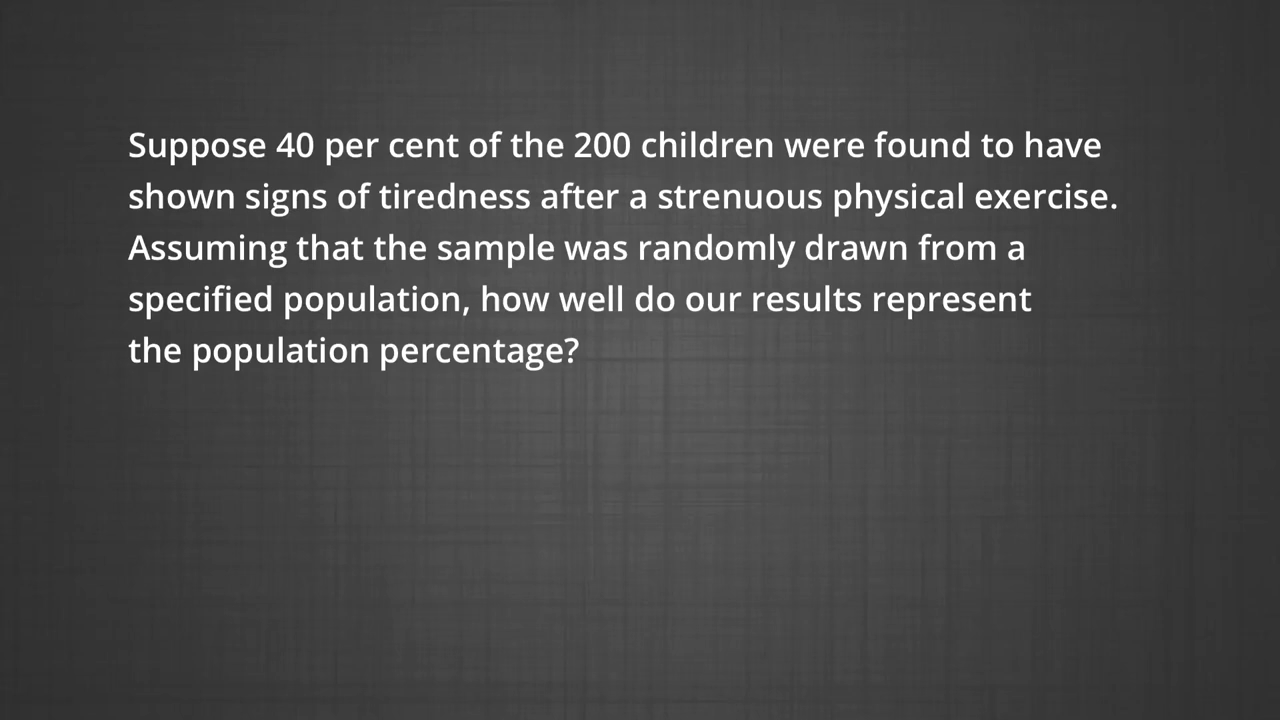 Suppose 40 per cent of the 200 children were found to have
shown signs of tiredness after a strenuous physical exercise.
Assuming that the sample was randomly drawn from a
specified population, how well do our results represent
the population percentage?